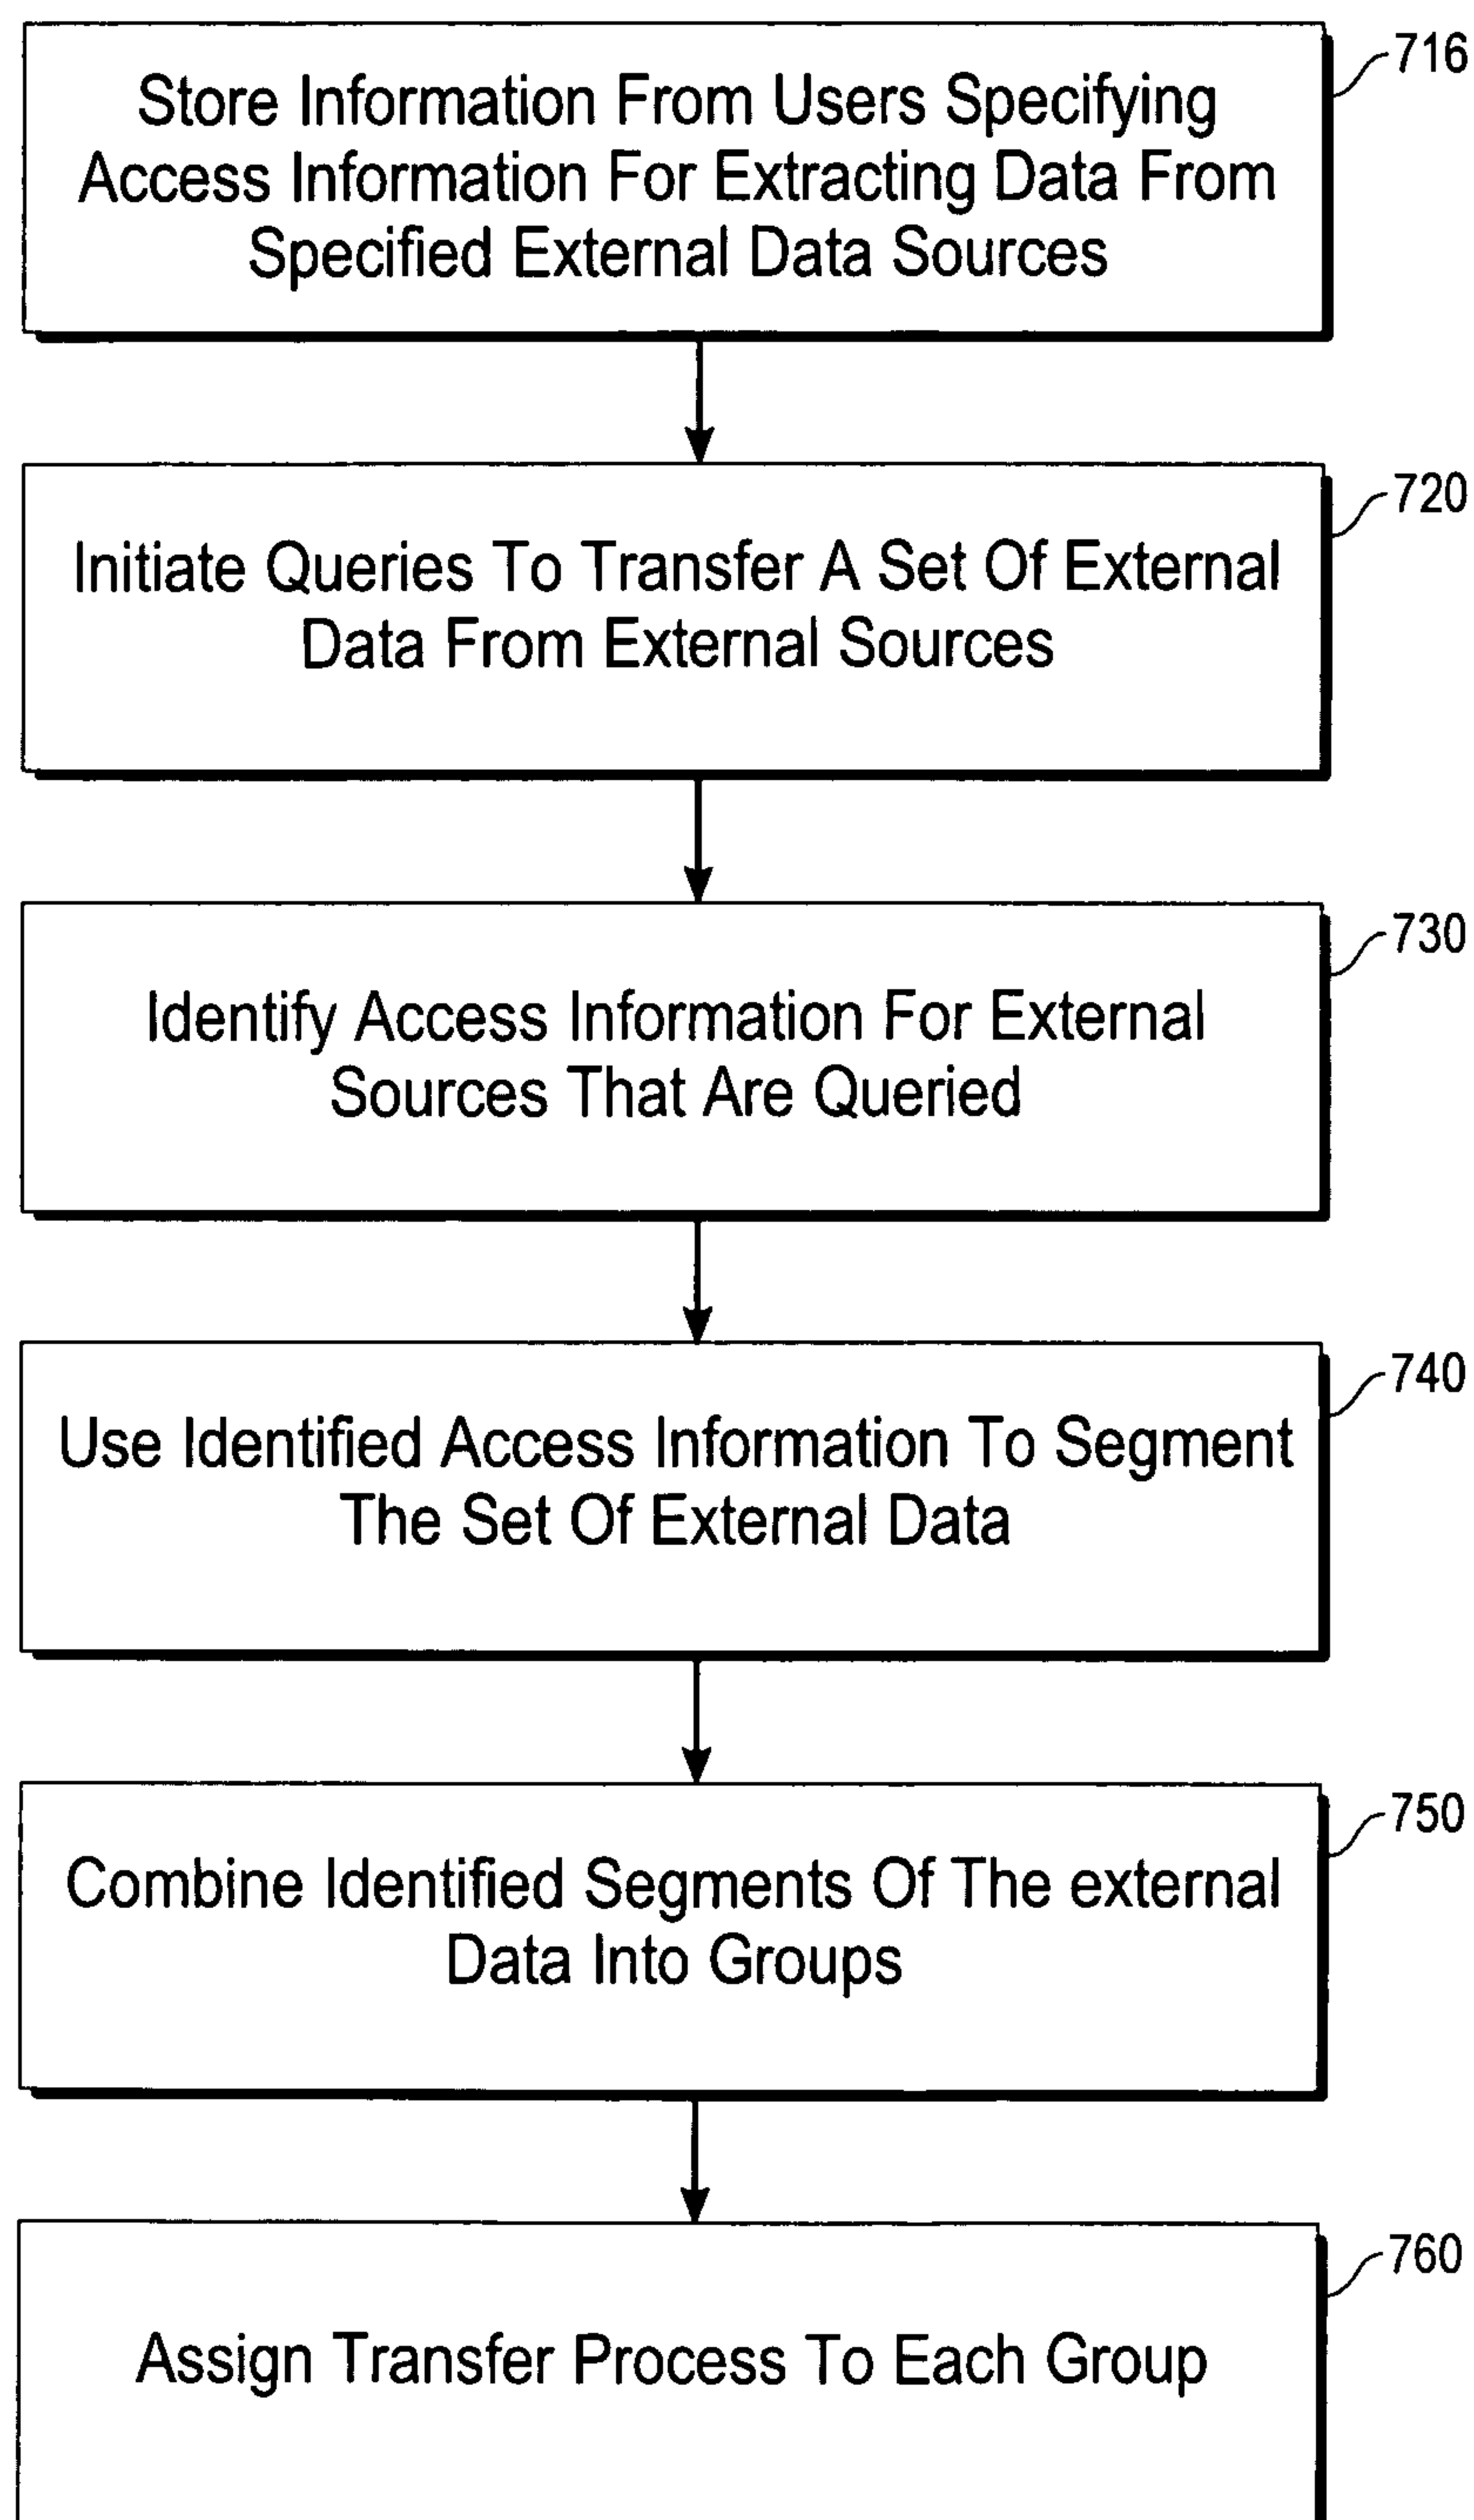 716
Store Information From Users Specifying
Access Information For Extracting Data From
Specified External Data Sources
720
Initiate Queries To Transfer A Set Of External
Data From External Sources
730
Identify Access Information For External
Sources That Are Queried
740
Use Identified Access Information To Segment
The Set Of External Data
750
Combine Identified Segments Of The external
Data Into Groups
760
Assign Transfer Process To Each Group